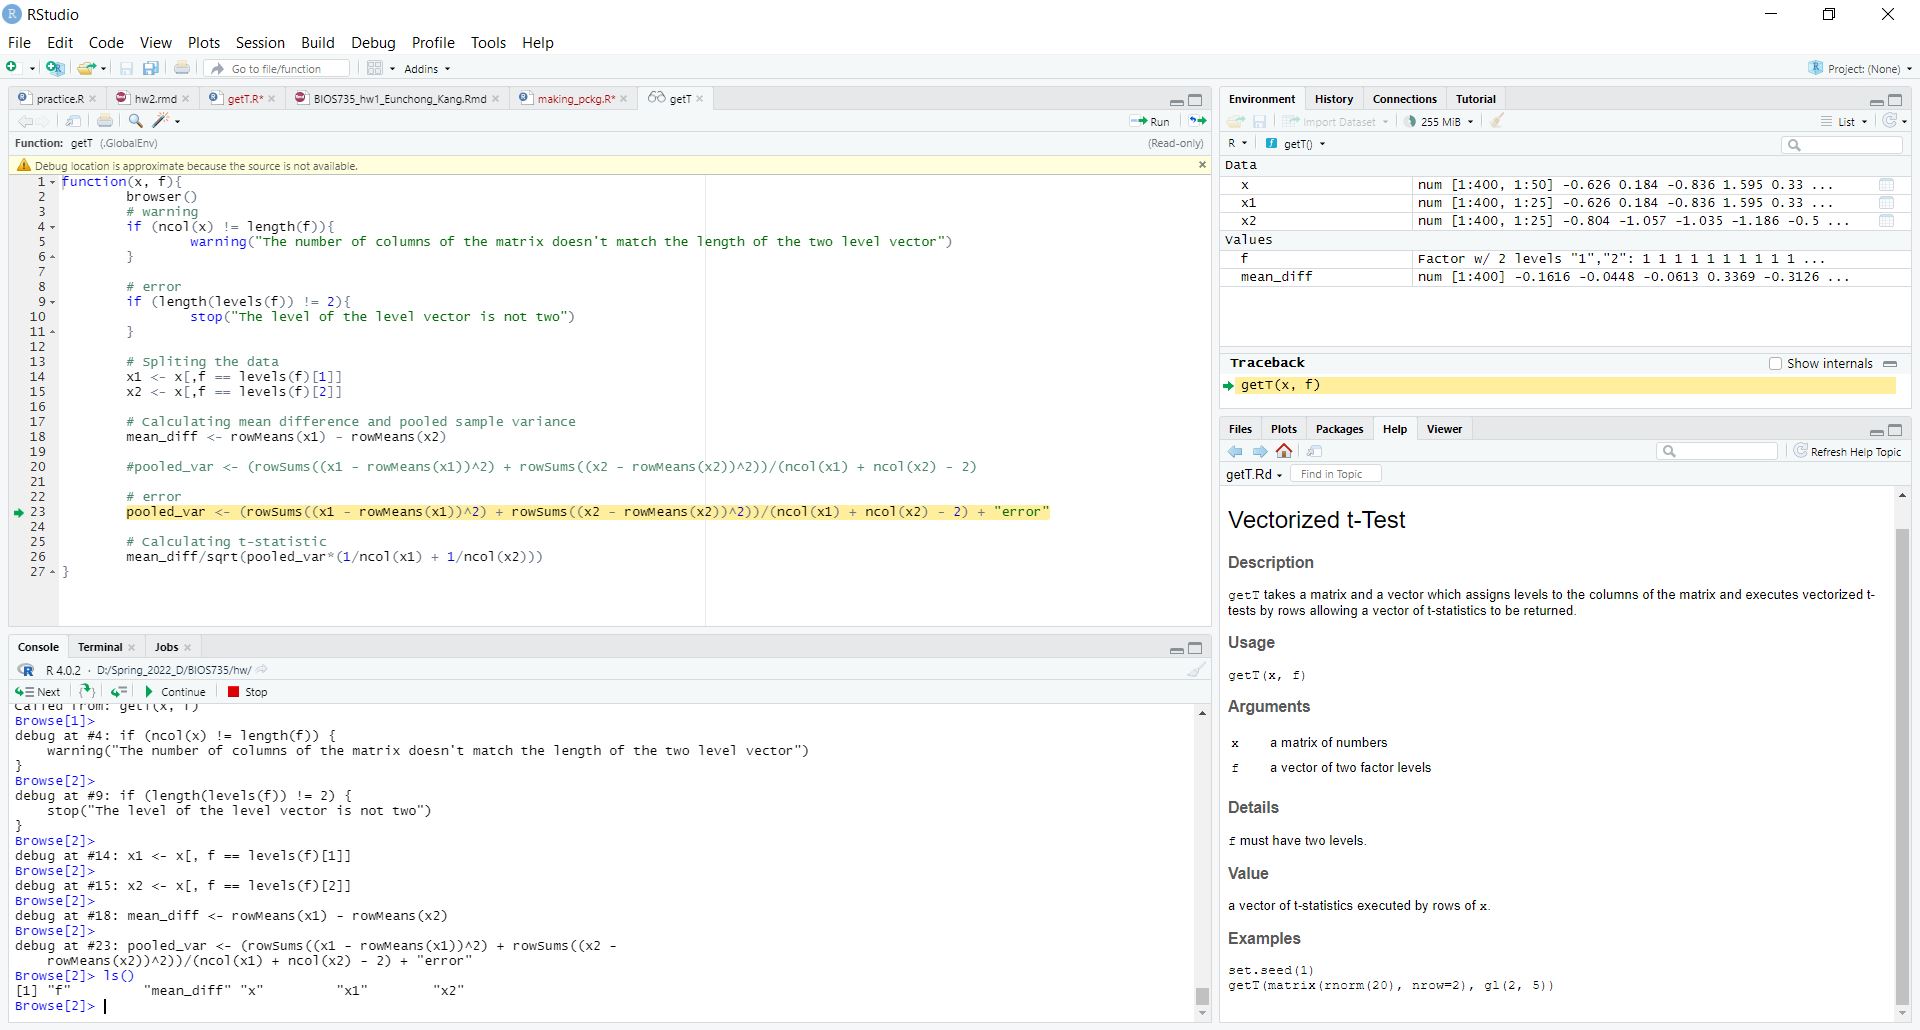 RStudio
File Edit Code View Plots Session Build Debug Profile Tools Help
Go to file/function Addins Project: (None)
practice.R hw2.rmd getT.R* BIOS735_hw1_Eunchong_Kang.Rmd making_pckg.R* getT
Run
Function: getT (.GlobalEnv) (Read-only)
Debug location is approximate because the source is not available.
1 function(x, f){
2 browser()
3 # warning
4 if (ncol(x) != length(f)){
5 warning("The number of columns of the matrix doesn't match the length of the two level vector")
6 }
7
8 # error
9 if (length(levels(f)) != 2){
10 stop("The level of the level vector is not two")
11 }
12
13 # Spliting the data
14 x1 <- x[,f == levels(f)[1]]
15 x2 <- x[,f == levels(f)[2]]
16
17 # Calculating mean difference and pooled sample variance
18 mean_diff <- rowMeans(x1) - rowMeans(x2)
19
20 #pooled_var <- (rowSums((x1 - rowMeans(x1))^2) + rowSums((x2 - rowMeans(x2))^2))/(ncol(x1) + ncol(x2) - 2)
21
22 # error
23 pooled_var <- (rowSums((x1 - rowMeans(x1))^2) + rowSums((x2 - rowMeans(x2))^2))/(ncol(x1) + ncol(x2) - 2) + "error"
24
25 # Calculating t-statistic
26 mean_diff/sqrt(pooled_var*(1/ncol(x1) + 1/ncol(x2)))
27 }
Console Terminal Jobs
R 4.0.2 · D:/Spring_2022_D/BIOS735/hw/
Next Continue Stop
Called from: getT(x, f)
Browse[1]>
debug at #4: if (ncol(x) != length(f)) {
warning("The number of columns of the matrix doesn't match the length of the two level vector")
}
Browse[2]>
debug at #9: if (length(levels(f)) != 2) {
stop("The level of the level vector is not two")
}
Browse[2]>
debug at #14: x1 <- x[, f == levels(f)[1]]
Browse[2]>
debug at #15: x2 <- x[, f == levels(f)[2]]
Browse[2]>
debug at #18: mean_diff <- rowMeans(x1) - rowMeans(x2)
Browse[2]>
debug at #23: pooled_var <- (rowSums((x1 - rowMeans(x1))^2) + rowSums((x2 -
rowMeans(x2))^2))/(ncol(x1) + ncol(x2) - 2) + "error"
Browse[2]> ls()
[1] "f" "mean_diff" "x" "x1" "x2"
Browse[2]>
Environment History Connections Tutorial
Import Dataset 255 MiB List
R getT()
Data
x num [1:400, 1:50] -0.626 0.184 -0.836 1.595 0.33 ...
x1 num [1:400, 1:25] -0.626 0.184 -0.836 1.595 0.33 ...
x2 num [1:400, 1:25] -0.804 -1.057 -1.035 -1.186 -0.5 ...
Values
f Factor w/ 2 levels "1","2": 1 1 1 1 1 1 1 1 1 1 ...
mean_diff num [1:400] -0.1616 -0.0448 -0.0613 0.3369 -0.3126 ...
Traceback Show internals
getT(x, f)
Files Plots Packages Help Viewer
Refresh Help Topic
getT.Rd Find in Topic
Vectorized t-Test
Description
getT takes a matrix and a vector which assigns levels to the columns of the matrix and executes vectorized t-
tests by rows allowing a vector of t-statistics to be returned.
Usage
getT(x, f)
Arguments
x a matrix of numbers
f a vector of two factor levels
Details
f must have two levels.
Value
a vector of t-statistics executed by rows of x.
Examples
set.seed(1)
getT(matrix(rnorm(20), nrow=2), gl(2, 5))